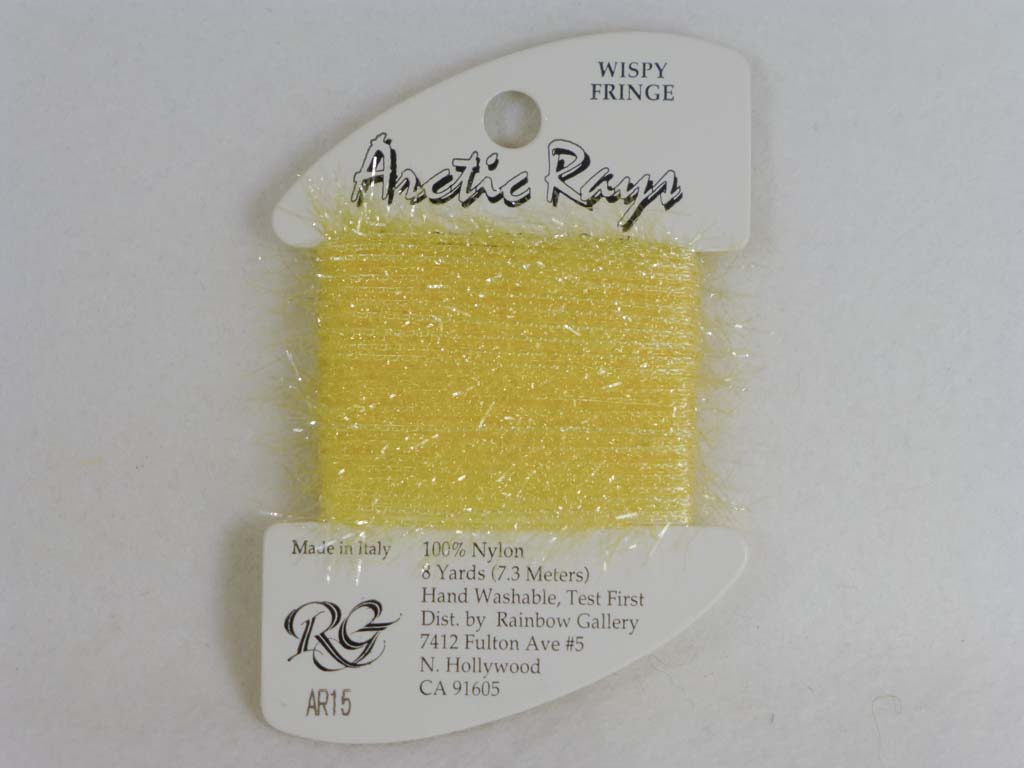 WISPY
FRINGE
Arctic Rays
Made in Italy
100% Nylon
8 Yards (7.3 Meters)
Hand Washable, Test First
Dist. by Rainbow Gallery
7412 Fulton Ave #5
N. Hollywood
CA 91605
RG
AR15